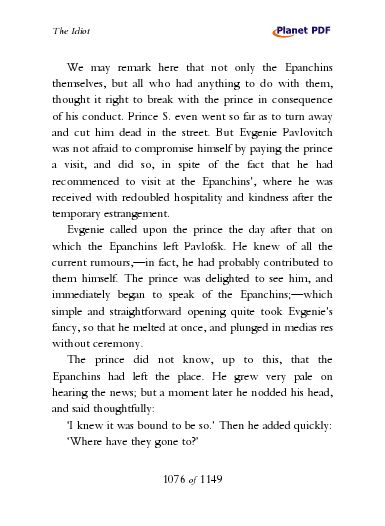 The Idiot
Planet PDF
We may remark here that not only the Epanchins
themselves, but all who had anything to do with them,
thought it right to break with the prince in consequence
of his conduct. Prince S. even went so far as to turn away
and cut him dead in the street. But Evgenie Pavlovitch
was not afraid to compromise himself by paying the prince
a visit, and did so, in spite of the fact that he had
recommenced to visit at the Epanchins', where he was
received with redoubled hospitality and kindness after the
temporary estrangement.
Evgenie called upon the prince the day after that on
which the Epanchins left Pavlofsk. He knew of all the
current rumours,—in fact, he had probably contributed to
them himself. The prince was delighted to see him, and
immediately began to speak of the Epanchins;—which
simple and straightforward opening quite took Evgenie's
fancy, so that he melted at once, and plunged in medias res
without ceremony.
The prince did not know, up to this, that the
Epanchins had left the place. He grew very pale on
hearing the news; but a moment later he nodded his head,
and said thoughtfully:
'I knew it was bound to be so.' Then he added quickly:
'Where have they gone to?'
1076 of 1149